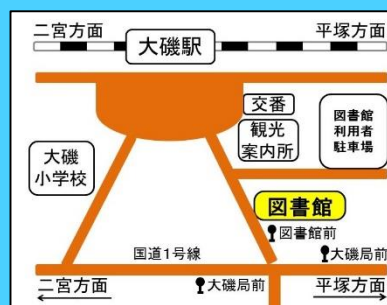 二宮方面
平塚方面
大磯駅
交番
観光
案内所
図書館
利用者
駐車場
大磯
小学校
図書館
図書館前
国道1号線
大磯局前
大磯局前
二宮方面
平塚方面